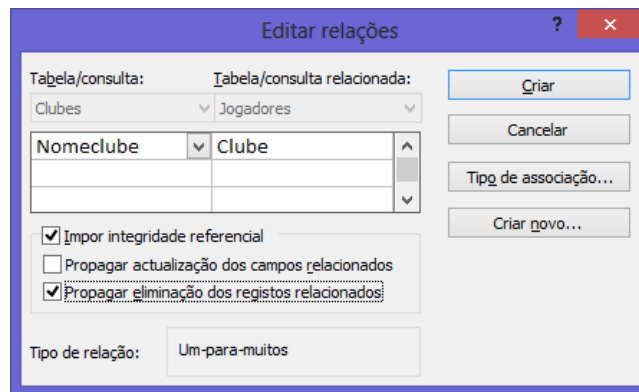 Editar relações
?
Tabela/consulta: Tabela/consulta relacionada:
Clubes Jogadores
Nomeclube Clube
Impor integridade referencial
Propagar actualização dos campos relacionados
Propagar eliminação dos registos relacionados
Tipo de relação: Um-para-muitos
Criar
Cancelar
Tipo de associação...
Criar novo...